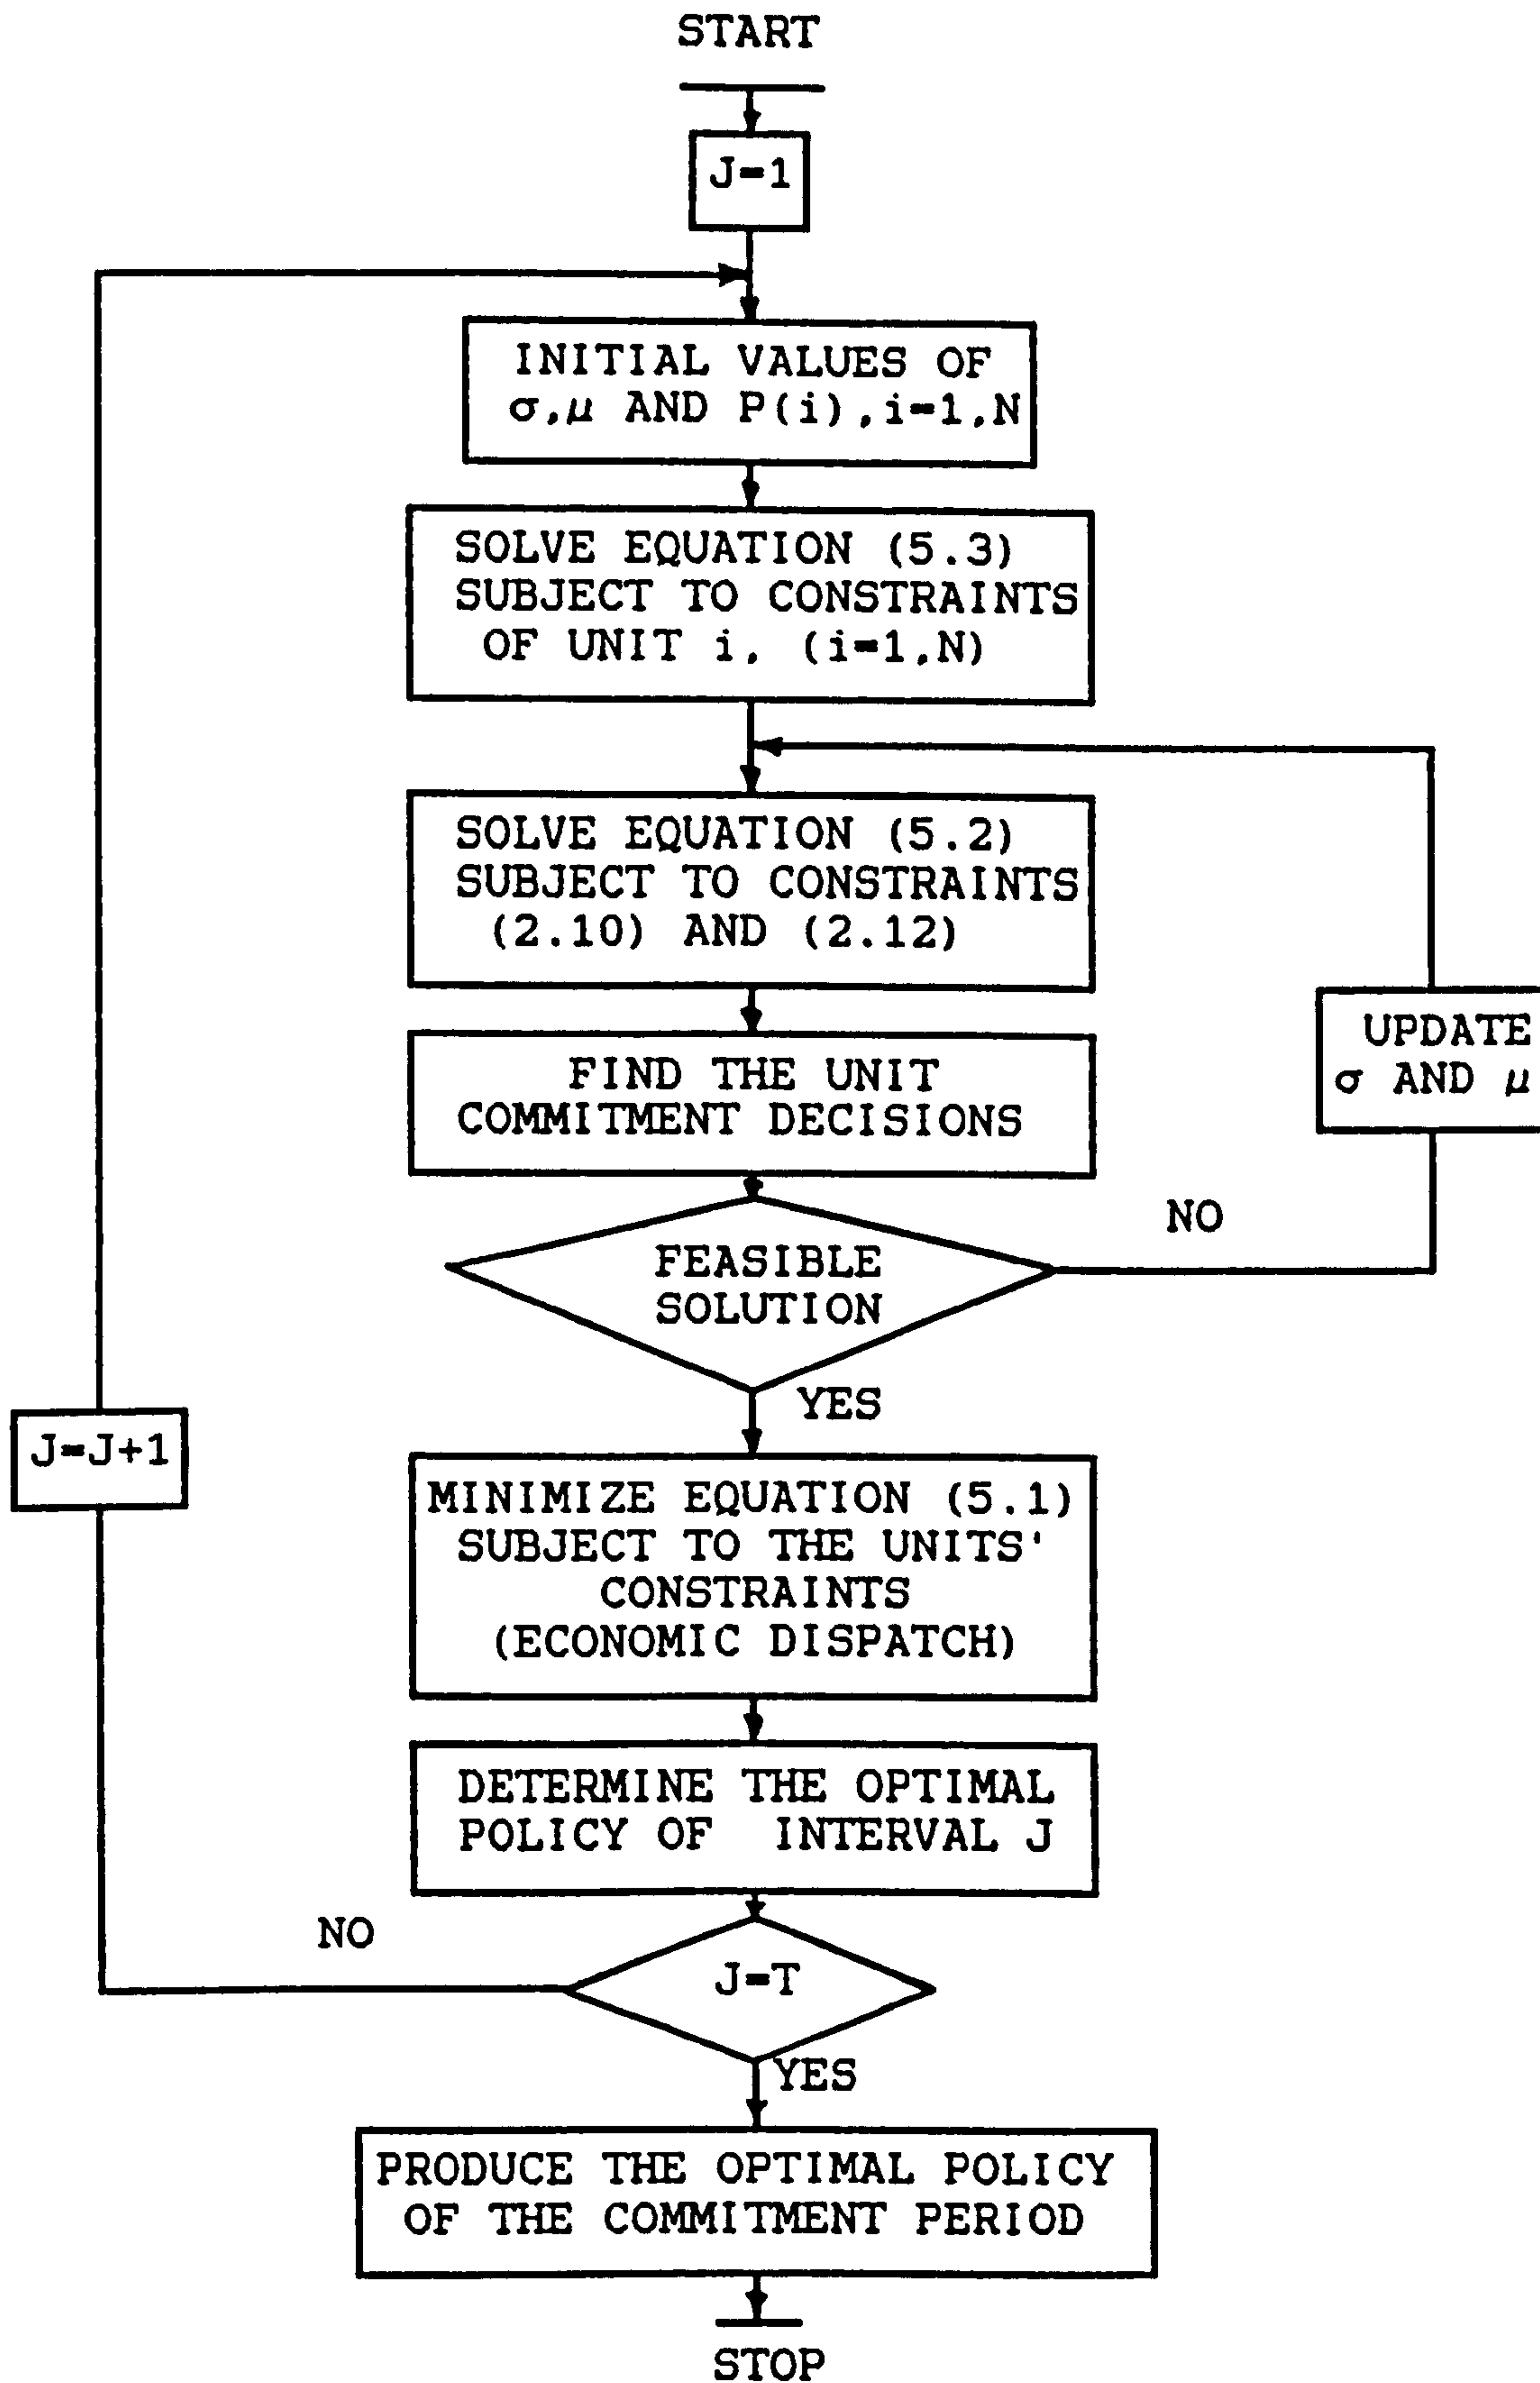 START
J=1
INITIAL VALUES OF
σ,μ AND P(i),i=1,N
SOLVE EQUATION (5.3)
SUBJECT TO CONSTRAINTS
OF UNIT i, (i=1,N)
SOLVE EQUATION (5.2)
SUBJECT TO CONSTRAINTS
(2.10) AND (2.12)
UPDATE
σ AND μ
FIND THE UNIT
COMMITMENT DECISIONS
NO
FEASIBLE
SOLUTION
YES
J=J+1
MINIMIZE EQUATION (5.1)
SUBJECT TO THE UNITS'
CONSTRAINTS
(ECONOMIC DISPATCH)
DETERMINE THE OPTIMAL
POLICY OF INTERVAL J
NO
J=T
YES
PRODUCE THE OPTIMAL POLICY
OF THE COMMITMENT PERIOD
STOP